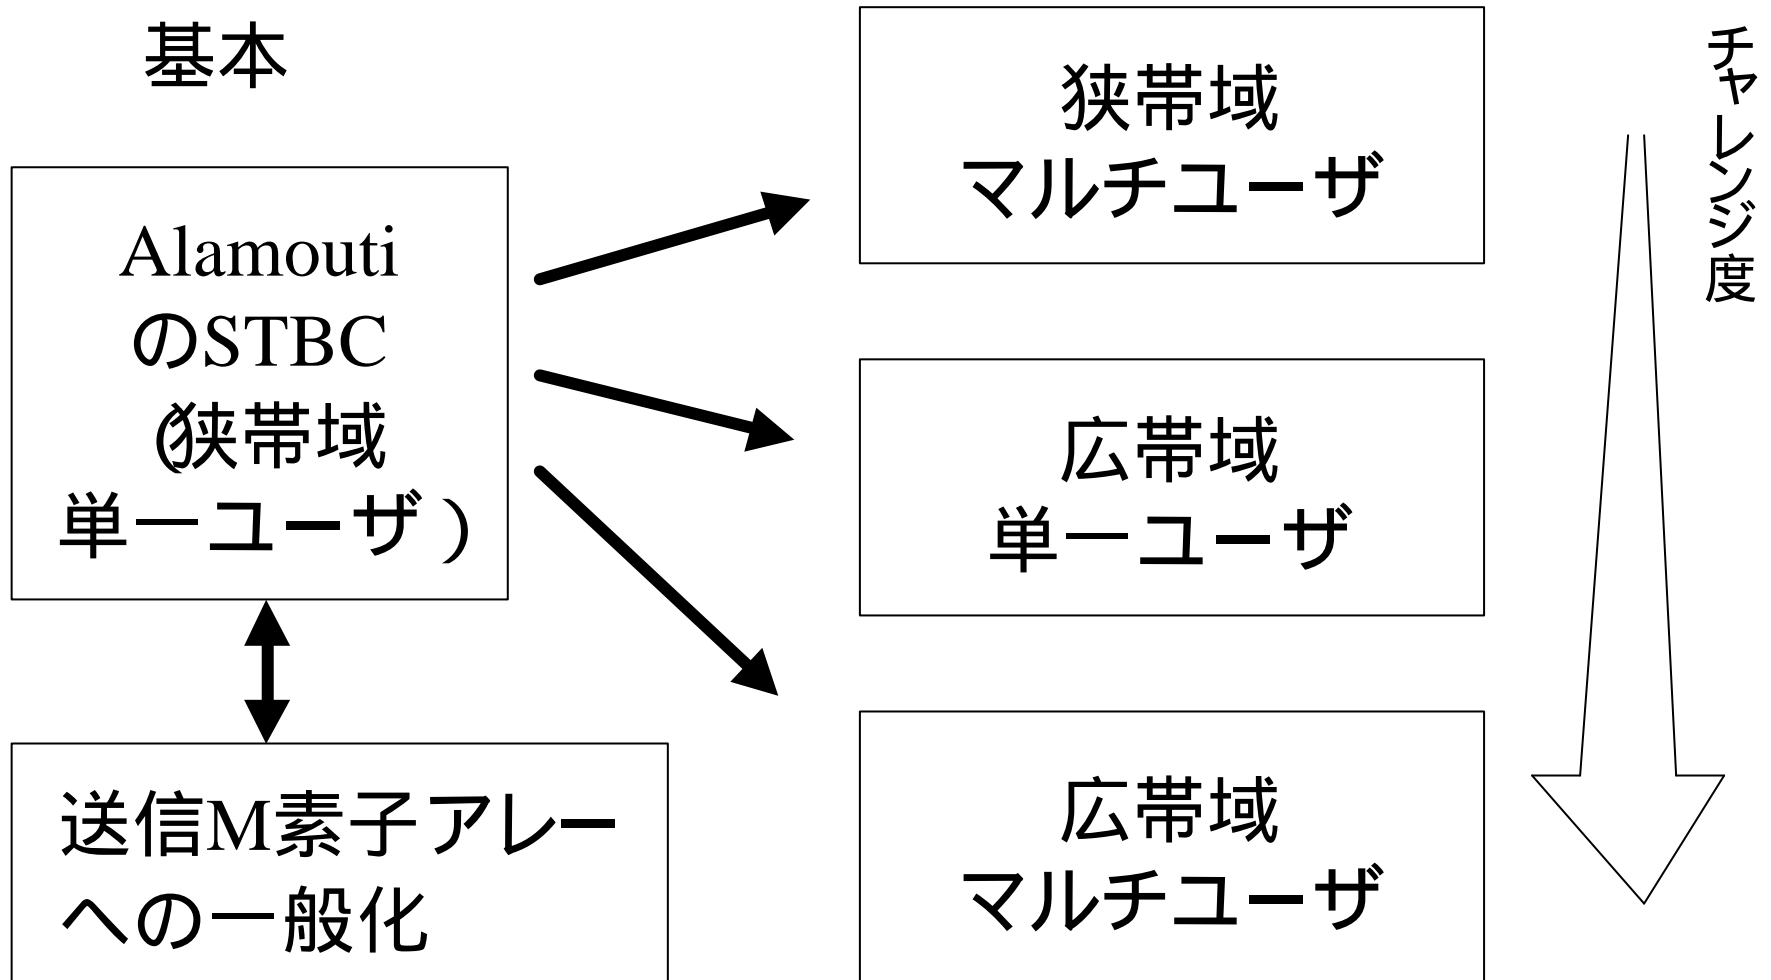 基本
Alamouti
のSTBC
(狭帯域
単一ユーザ)
送信M素子アレー
への一般化
狭帯域
マルチユーザ
広帯域
単一ユーザ
広帯域
マルチユーザ
チャレンジ度